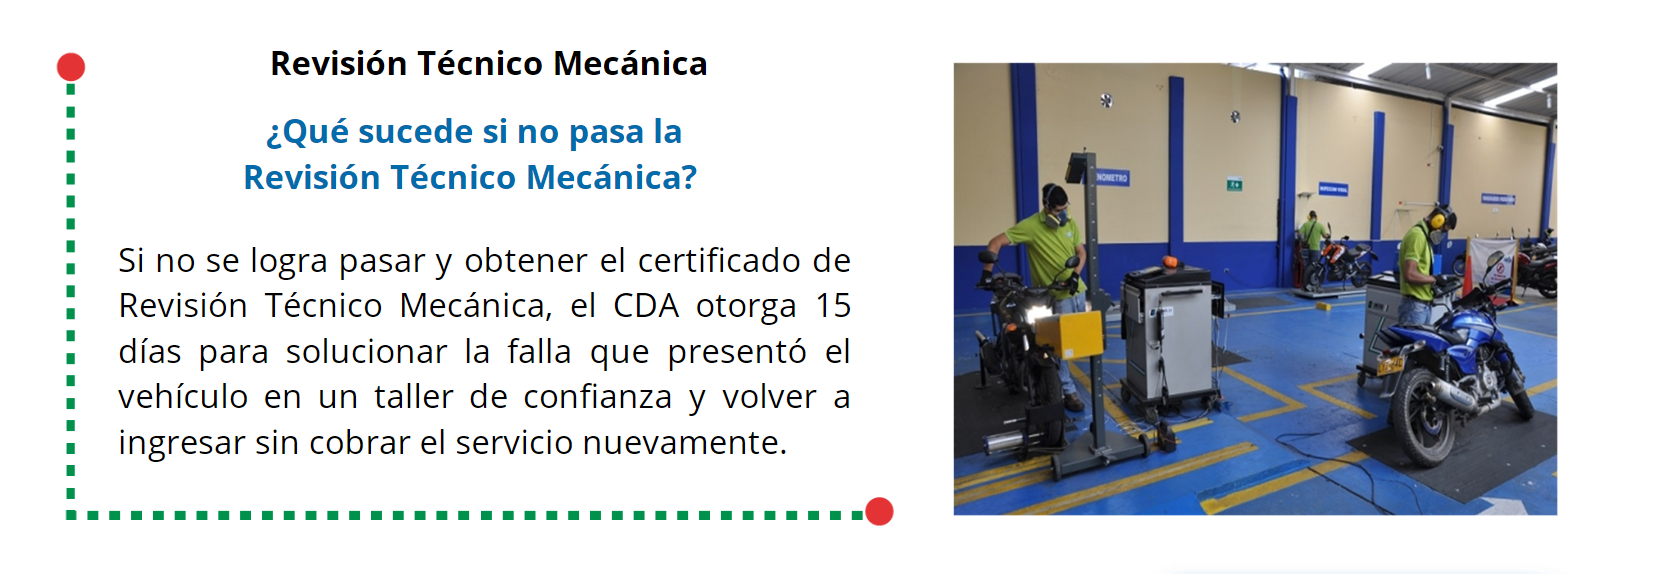 Revisión Técnico Mecánica
¿Qué sucede si no pasa la
Revisión Técnico Mecánica?
Si no se logra pasar y obtener el certificado de
Revisión Técnico Mecánica, el CDA otorga 15
días para solucionar la falla que presentó el
vehículo en un taller de confianza y volver a
ingresar sin cobrar el servicio nuevamente.